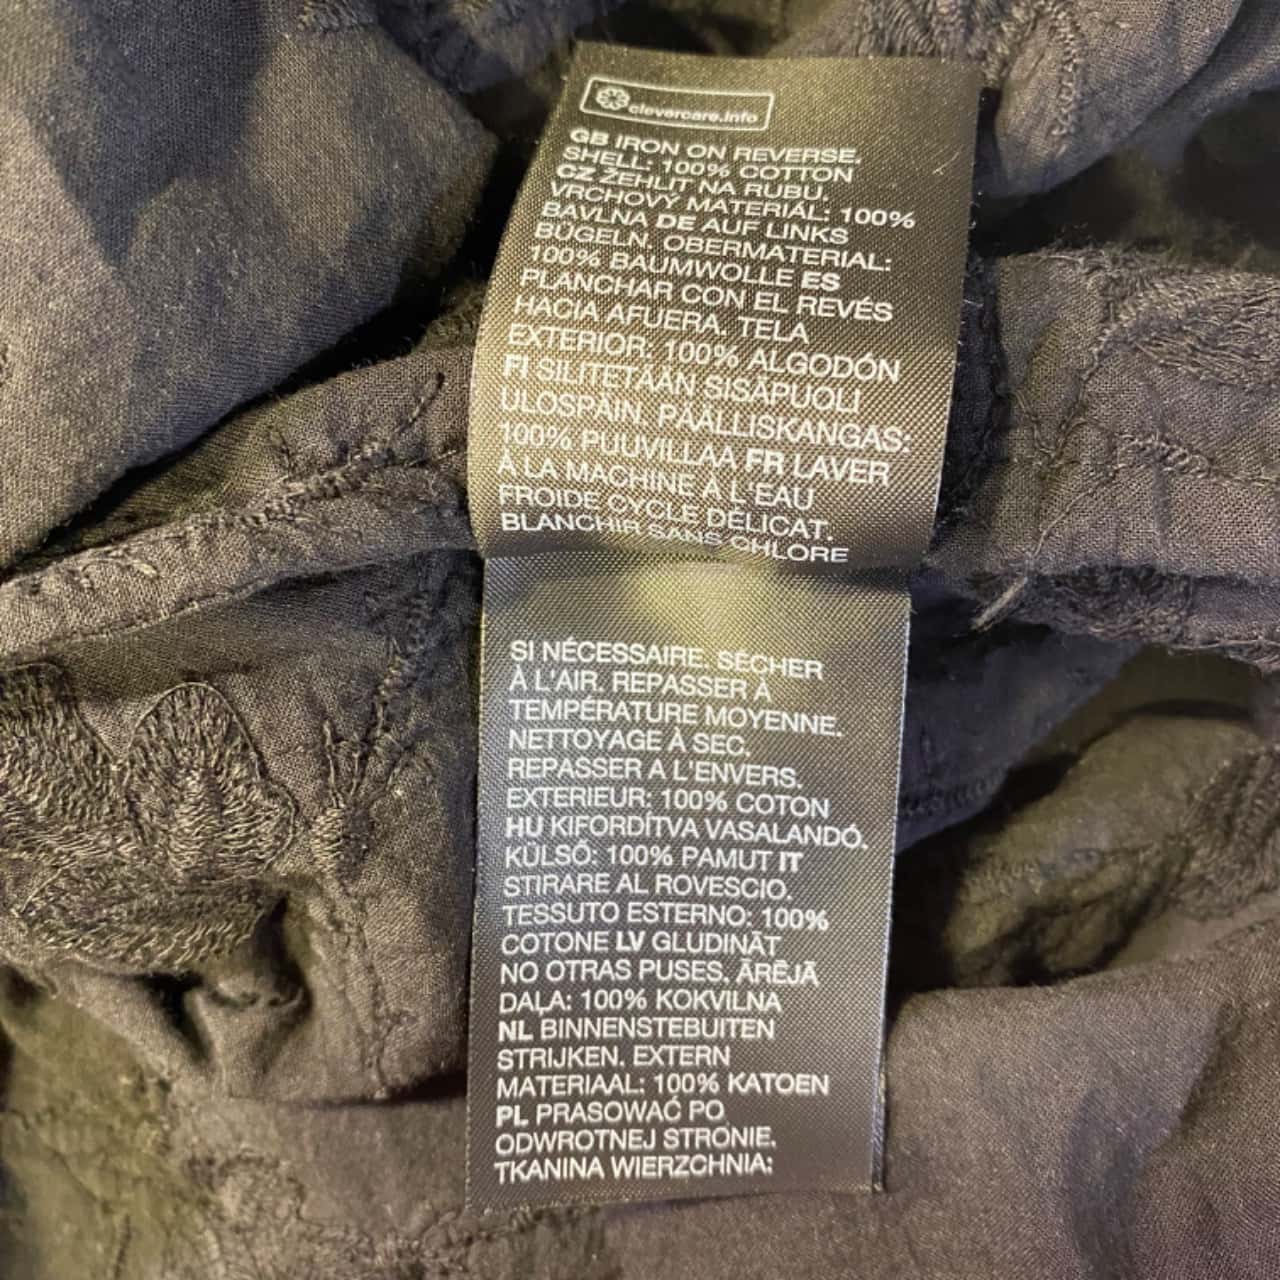 clevercare.info
GB IRON ON REVERSE.
SHELL: 100% COTTON
CZ ŽEHLIT NA RUBU.
VRCHOVÝ MATERIÁL: 100%
BAVLNA DE AUF LINKS
BÜGELN. OBERMATERIAL:
100% BAUMWOLLE ES
PLANCHAR CON EL REVÉS
HACIA AFUERA. TELA
EXTERIOR: 100% ALGODÓN
FI SILITETÄÄN SISÄPUOLI
ULOSPÄIN. PÄÄLLISKANGAS:
100% PUUVILLAA FR LAVER
À LA MACHINE À L'EAU
FROIDE CYCLE DÉLICAT.
BLANCHIR SANS CHLORE
SI NÉCESSAIRE. SÉCHER
À L'AIR. REPASSER À
TEMPÉRATURE MOYENNE.
NETTOYAGE À SEC.
REPASSER A L'ENVERS.
EXTERIEUR: 100% COTON
HU KIFORDÍTVA VASALANDÓ.
KÜLSŐ: 100% PAMUT IT
STIRARE AL ROVESCIO.
TESSUTO ESTERNO: 100%
COTONE LV GLUDINĀT
NO OTRAS PUSES. ĀRĒJĀ
DAĻA: 100% KOKVILNA
NL BINNENSTEBUITEN
STRIJKEN. EXTERN
MATERIAAL: 100% KATOEN
PL PRASOWAĆ PO
ODWROTNEJ STRONIE.
TKANINA WIERZCHNIA: